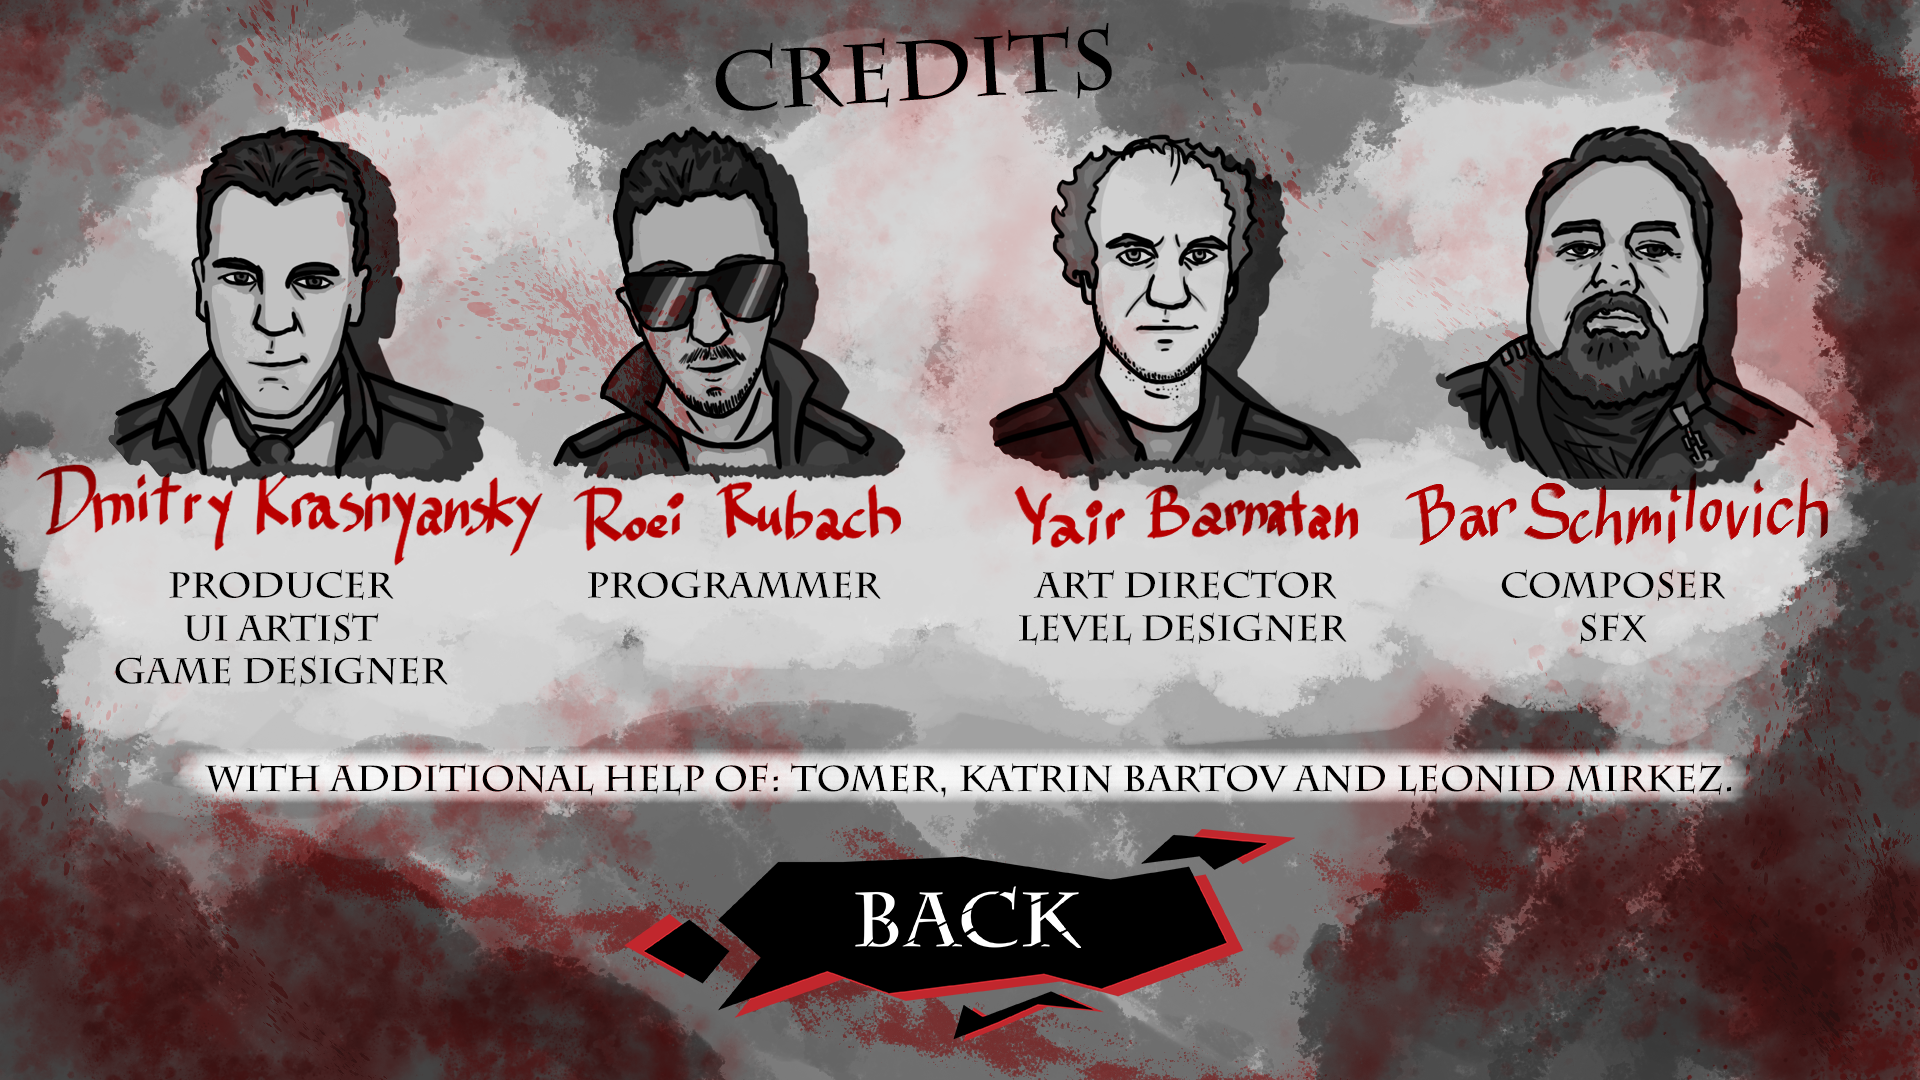 CREDITS
Dmitry Krasnyansky
PRODUCER
UI ARTIST
GAME DESIGNER
Roei Rubach
PROGRAMMER
Yair Barnatan
ART DIRECTOR
LEVEL DESIGNER
Bar Schmilovich
COMPOSER
SFX
WITH ADDITIONAL HELP OF: TOMER, KATRIN BARTOV AND LEONID MIRKEZ.
BACK